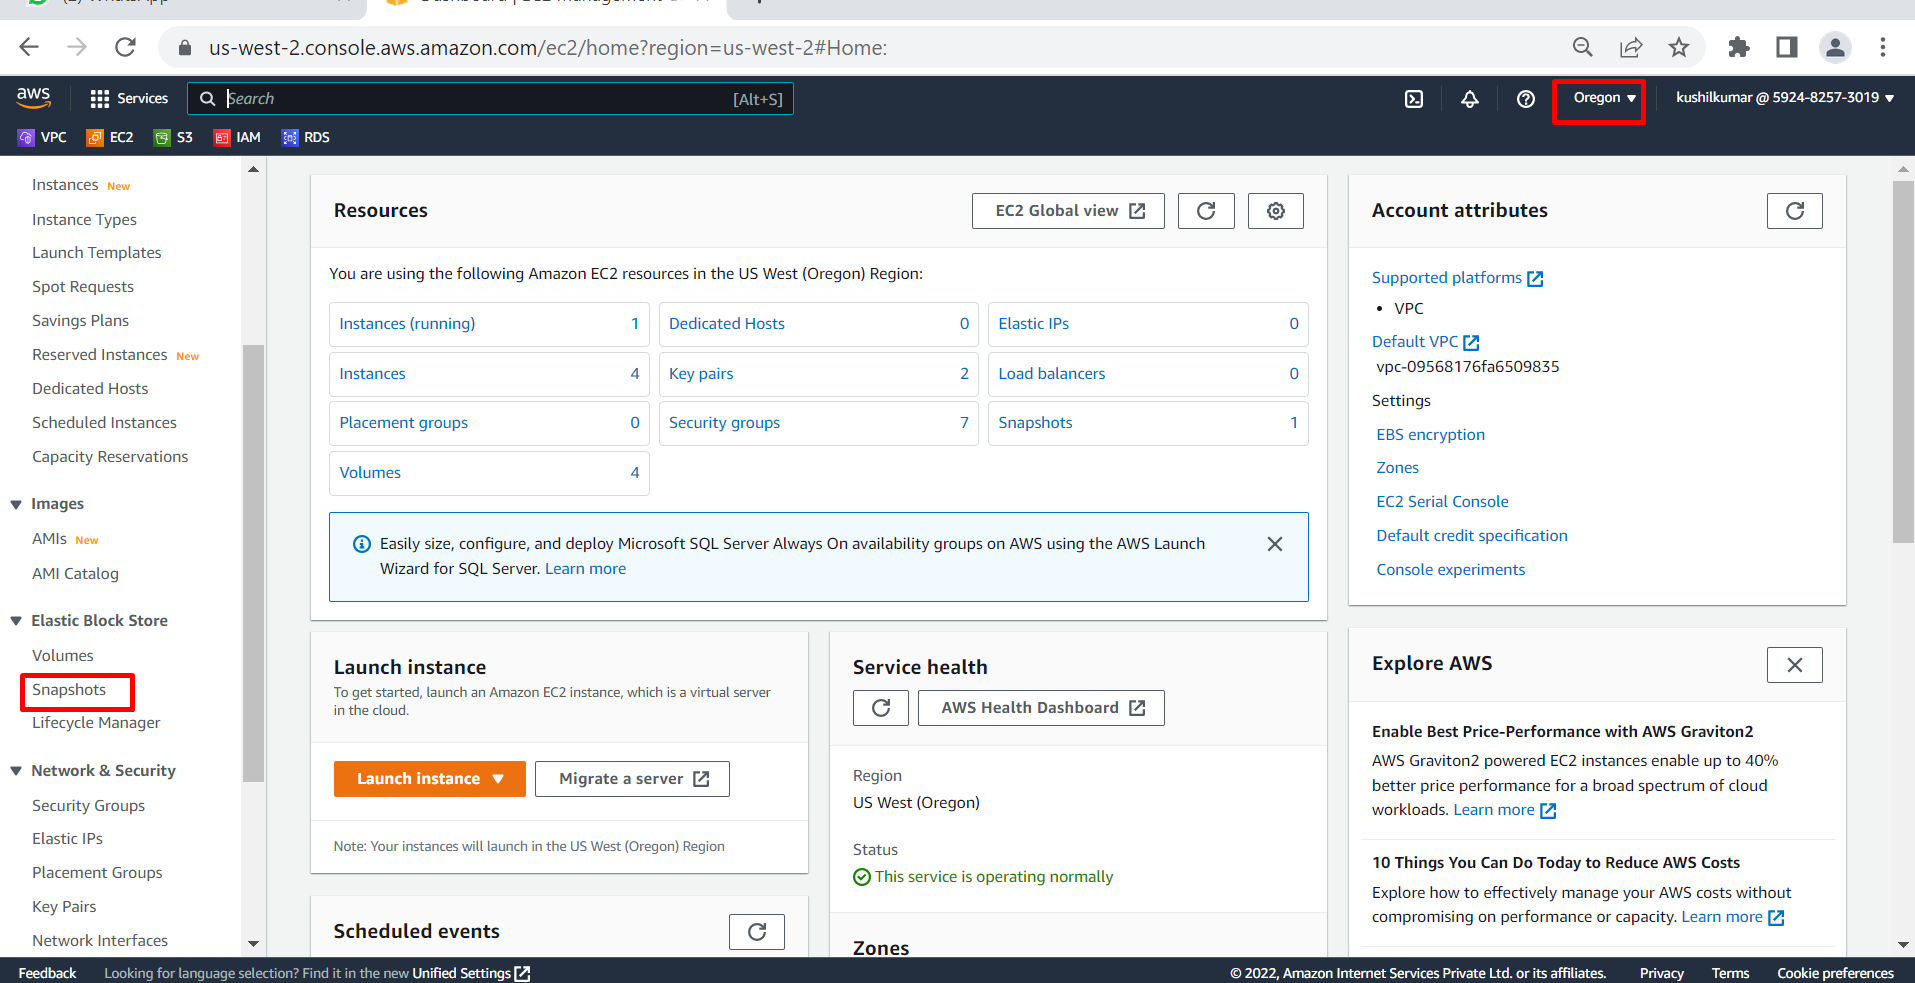 us-west-2.console.aws.amazon.com/ec2/home?region=us-west-2#Home:
aws
Services
Search
[Alt+S]
Oregon
kushilkumar @ 5924-8257-3019
VPC
EC2
S3
IAM
RDS
Instances New
Instance Types
Launch Templates
Spot Requests
Savings Plans
Reserved Instances New
Dedicated Hosts
Scheduled Instances
Capacity Reservations
Images
AMIs New
AMI Catalog
Elastic Block Store
Volumes
Snapshots
Lifecycle Manager
Network & Security
Security Groups
Elastic IPs
Placement Groups
Key Pairs
Network Interfaces
Resources
EC2 Global view
You are using the following Amazon EC2 resources in the US West (Oregon) Region:
Instances (running) 1
Dedicated Hosts 0
Elastic IPs 0
Instances 4
Key pairs 2
Load balancers 0
Placement groups 0
Security groups 7
Snapshots 1
Volumes 4
Easily size, configure, and deploy Microsoft SQL Server Always On availability groups on AWS using the AWS Launch
Wizard for SQL Server. Learn more
Launch instance
To get started, launch an Amazon EC2 instance, which is a virtual server
in the cloud.
Launch instance
Migrate a server
Note: Your instances will launch in the US West (Oregon) Region
Scheduled events
Service health
AWS Health Dashboard
Region
US West (Oregon)
Status
This service is operating normally
Zones
Account attributes
Supported platforms
• VPC
Default VPC
vpc-09568176fa6509835
Settings
EBS encryption
Zones
EC2 Serial Console
Default credit specification
Console experiments
Explore AWS
Enable Best Price-Performance with AWS Graviton2
AWS Graviton2 powered EC2 instances enable up to 40%
better price performance for a broad spectrum of cloud
workloads. Learn more
10 Things You Can Do Today to Reduce AWS Costs
Explore how to effectively manage your AWS costs without
compromising on performance or capacity. Learn more
Feedback
Looking for language selection? Find it in the new Unified Settings
© 2022, Amazon Internet Services Private Ltd. or its affiliates.
Privacy
Terms
Cookie preferences